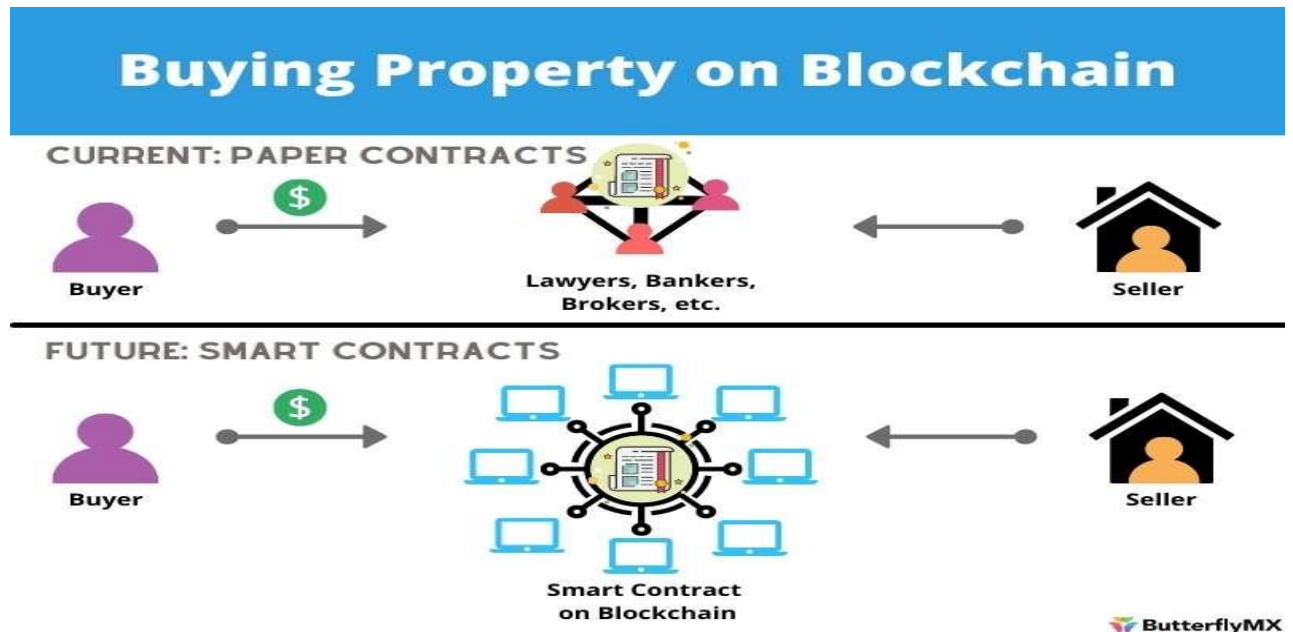 Buying Property on Blockchain
CURRENT: PAPER CONTRACTS
$
Buyer
Lawyers, Bankers,
Brokers, etc.
Seller
FUTURE: SMART CONTRACTS
$
Buyer
Smart Contract
on Blockchain
Seller
ButterflyMX